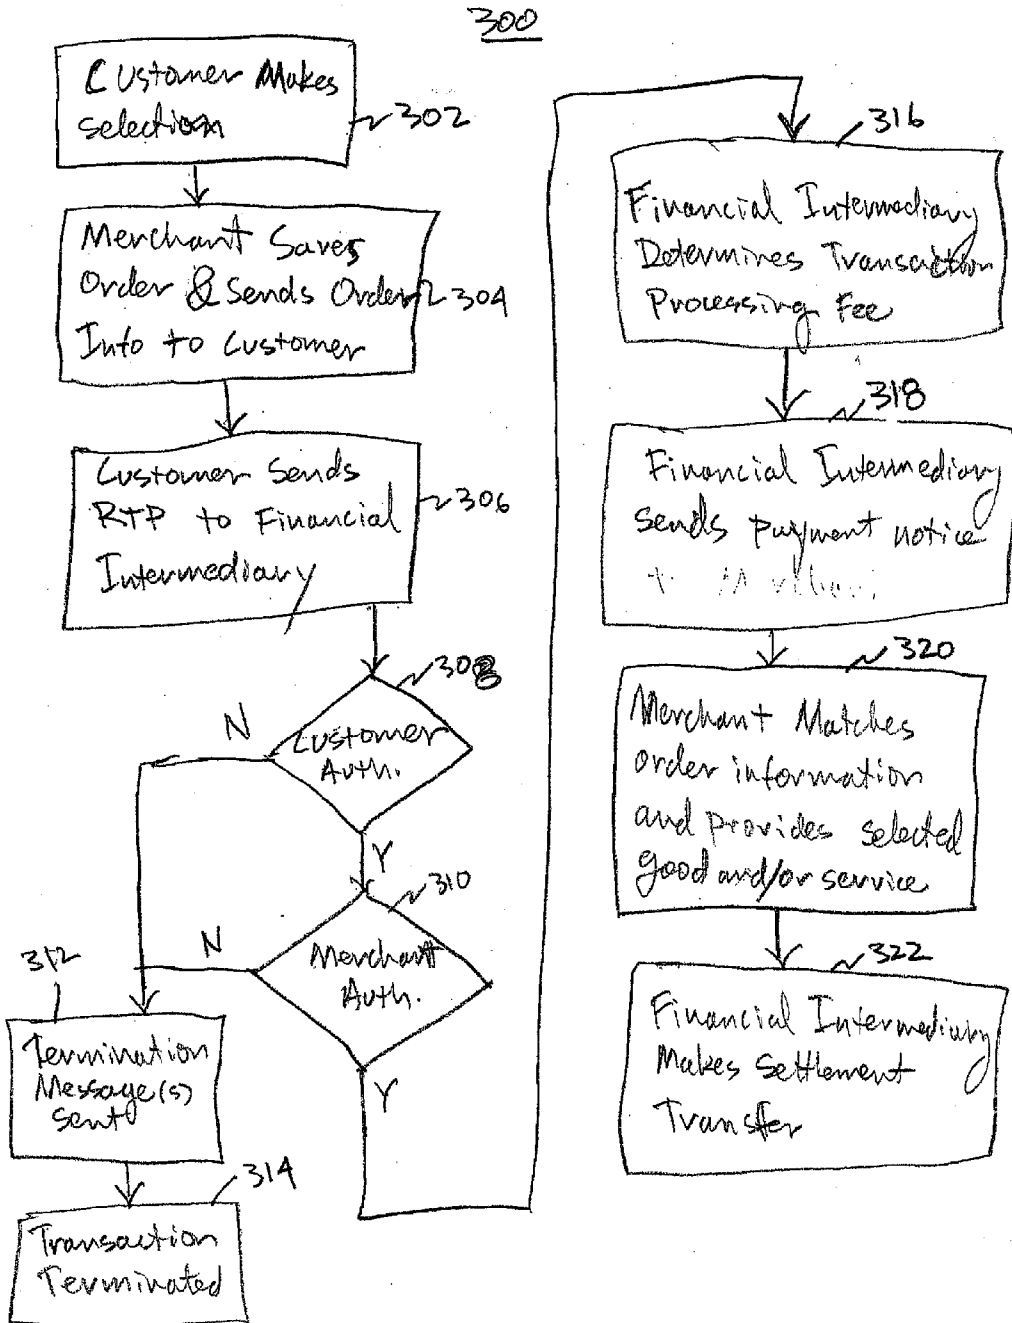 300
Customer Makes
selection
302
Merchant Saves
Order & Sends Order
Info to Customer
304
Customer Sends
RTP to Financial
Intermediary
306
308
Customer
Auth.
N
Y
310
Merchant
Auth.
N
Y
312
Termination
Message(s)
sent
314
Transaction
Terminated
316
Financial Intermediary
Determines Transaction
Processing Fee
318
Financial Intermediary
sends payment notice
320
Merchant Matches
order information
and provides selected
good and/or service
322
Financial Intermediary
Makes Settlement
Transfer